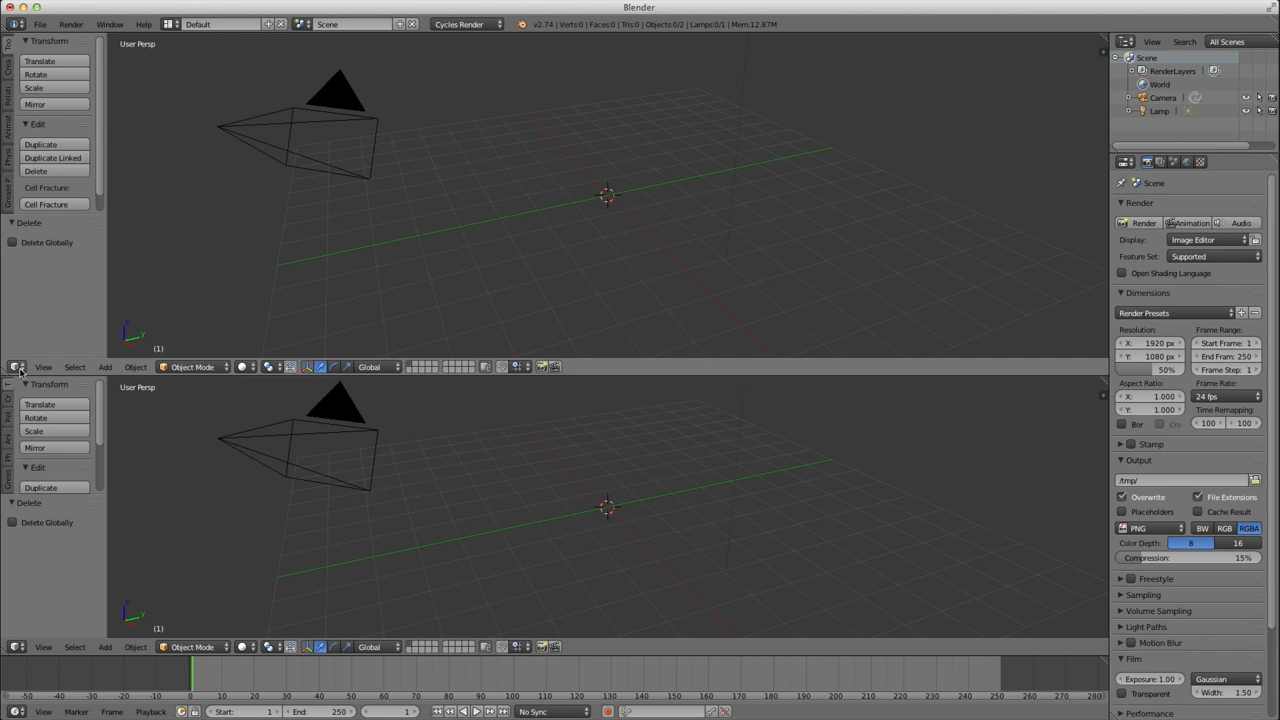 Blender
File Render Window Help Default Scene Cycles Render v2.74 | Verts:0 | Faces:0 | Tris:0 | Objects:0/2 | Lamps:0/1 | Mem:12.87M
Transform
Translate
Rotate
Scale
Mirror
Edit
Duplicate
Duplicate Linked
Delete
Cell Fracture:
Cell Fracture
Delete
Delete Globally
User Persp
(1)
View Select Add Object Object Mode Global
Transform
Translate
Rotate
Scale
Mirror
Edit
Duplicate
Delete
Delete Globally
User Persp
(1)
View Select Add Object Object Mode Global
-50 -40 -30 -20 -10 0 10 20 30 40 50 60 70 80 90 100 110 120 130 140 150 160 170 180 190 200 210 220 230 240 250 260 270 280
View Marker Frame Playback Start: 1 End: 250 1 No Sync
View Search All Scenes
Scene
RenderLayers
World
Camera
Lamp
Scene
Render
Render Animation Audio
Display: Image Editor
Feature Set: Supported
Open Shading Language
Dimensions
Render Presets
Resolution: Frame Range:
X: 1920 px Start Frame: 1
Y: 1080 px End Fram: 250
50% Frame Step: 1
Aspect Ratio: Frame Rate:
X: 1.000 24 fps
Y: 1.000 Time Remapping:
Bor Cro 100 100
Stamp
Output
/tmp/
Overwrite File Extensions
Placeholders Cache Result
PNG BW RGB RGBA
Color Depth: 8 16
Compression: 15%
Freestyle
Sampling
Volume Sampling
Light Paths
Motion Blur
Film
Exposure: 1.00 Gaussian
Transparent Width: 1.50
Performance